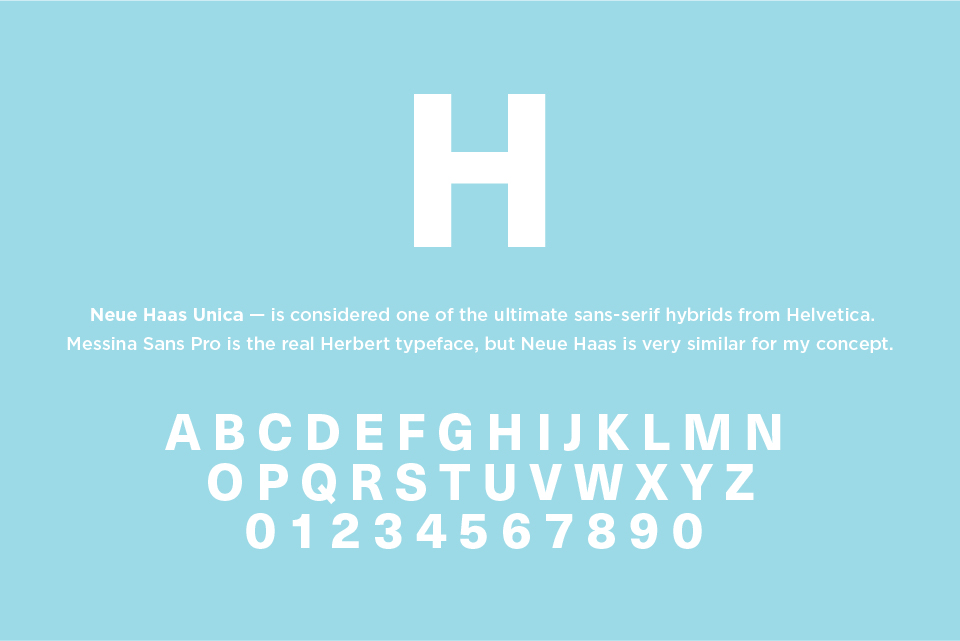 H
Neue Haas Unica — is considered one of the ultimate sans-serif hybrids from Helvetica.
Messina Sans Pro is the real Herbert typeface, but Neue Haas is very similar for my concept.
A B C D E F G H I J K L M N
O P Q R S T U V W X Y Z
0 1 2 3 4 5 6 7 8 9 0